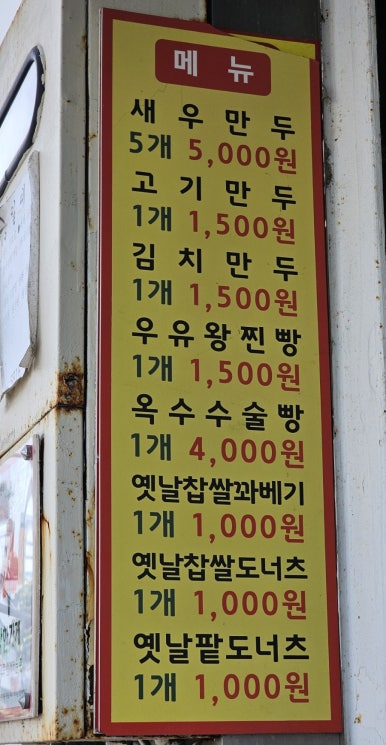 메뉴
새우만두
5개 5,000원
고기만두
1개 1,500원
김치만두
1개 1,500원
우유왕찐빵
1개 1,500원
옥수수술빵
1개 4,000원
옛날찹쌀꽈베기
1개 1,000원
옛날찹쌀도너츠
1개 1,000원
옛날팥도너츠
1개 1,000원